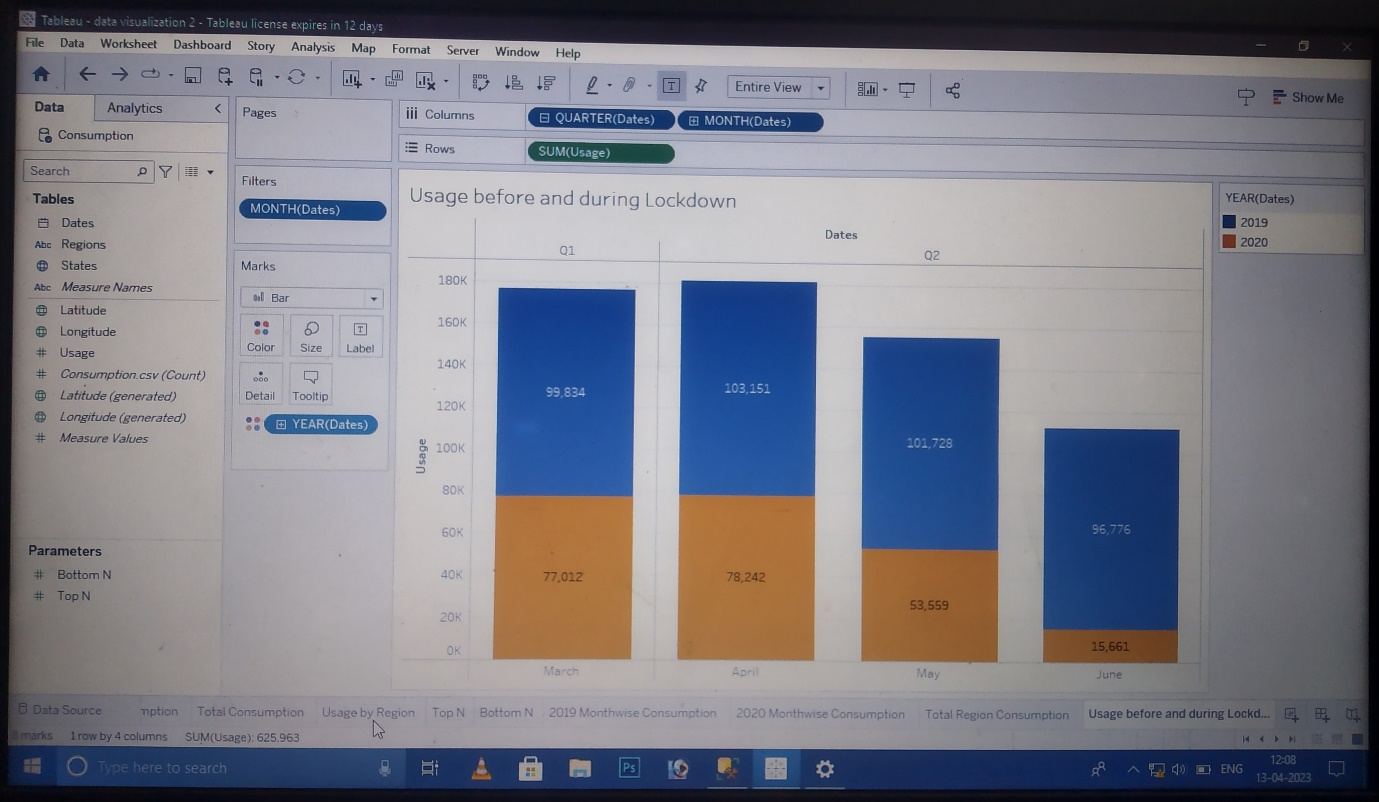 Tableau - data visualization 2 - Tableau license expires in 12 days
File Data Worksheet Dashboard Story Analysis Map Format Server Window Help
Entire View
Show Me
Data Analytics
Consumption
Search
Tables
Dates
Abc Regions
States
Abc Measure Names
Latitude
Longitude
# Usage
# Consumption.csv (Count)
Latitude (generated)
Longitude (generated)
# Measure Values
Parameters
# Bottom N
# Top N
Pages
Filters
MONTH(Dates)
Marks
Bar
Color Size Label
Detail Tooltip
YEAR(Dates)
Columns QUARTER(Dates) MONTH(Dates)
Rows SUM(Usage)
Usage before and during Lockdown
Dates
Q1 Q2
Usage
180K
160K
140K
120K
100K
80K
60K
40K
20K
0K
99,834 103,151 101,728 96,776
77,012 78,242 53,559 15,661
March April May June
YEAR(Dates)
2019
2020
Data Source mption Total Consumption Usage by Region Top N Bottom N 2019 Monthwise Consumption 2020 Monthwise Consumption Total Region Consumption Usage before and during Lockd...
marks 1 row by 4 columns SUM(Usage): 625,963
Type here to search
Ps
ENG
12:08
13-04-2023